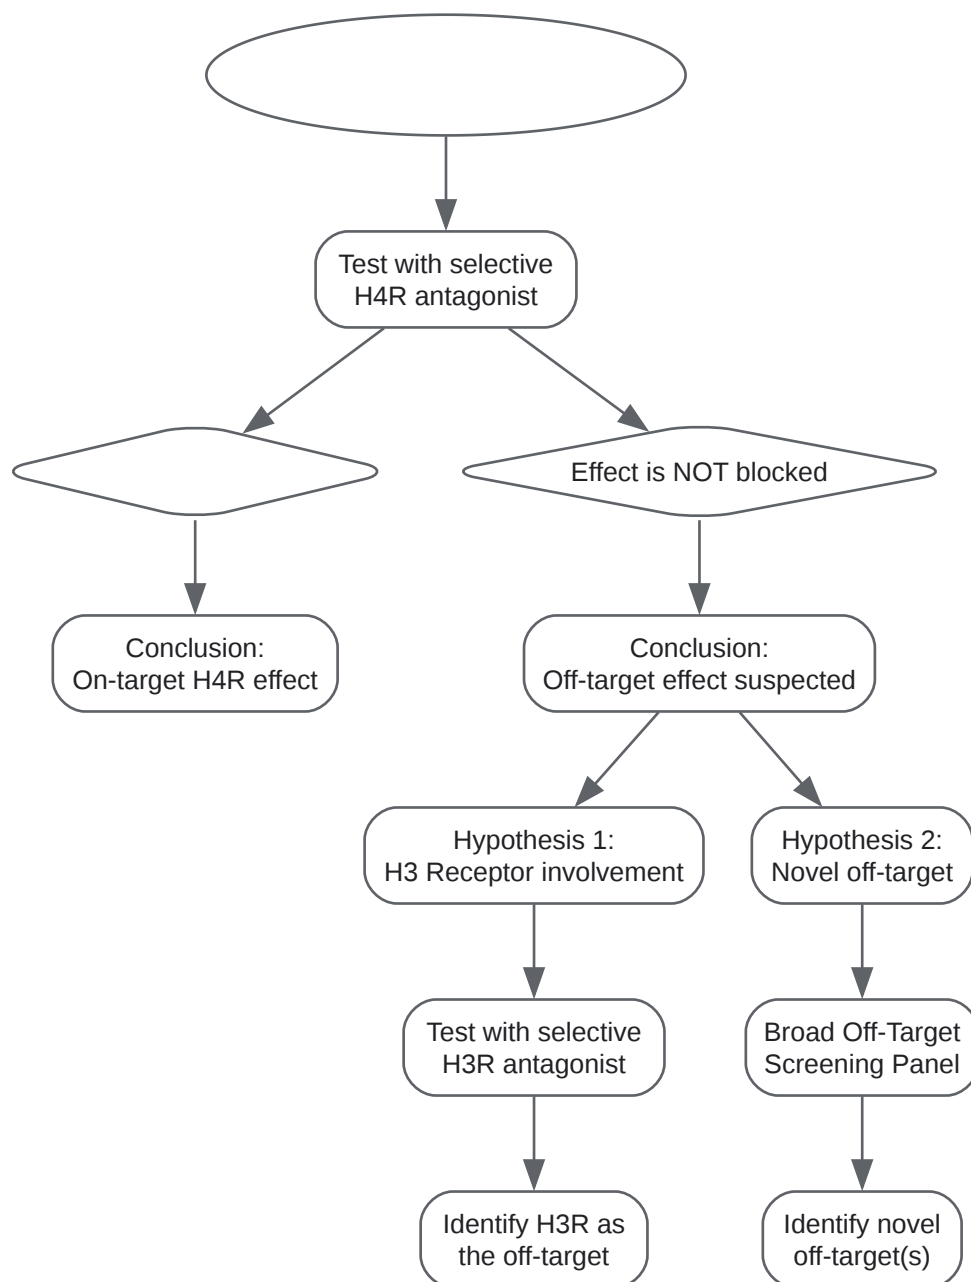 Test with selective
H4R antagonist
Effect is NOT blocked
Conclusion:
On-target H4R effect
Conclusion:
Off-target effect suspected
Hypothesis 1:
H3 Receptor involvement
Hypothesis 2:
Novel off-target
Test with selective
H3R antagonist
Broad Off-Target
Screening Panel
Identify H3R as
the off-target
Identify novel
off-target(s)